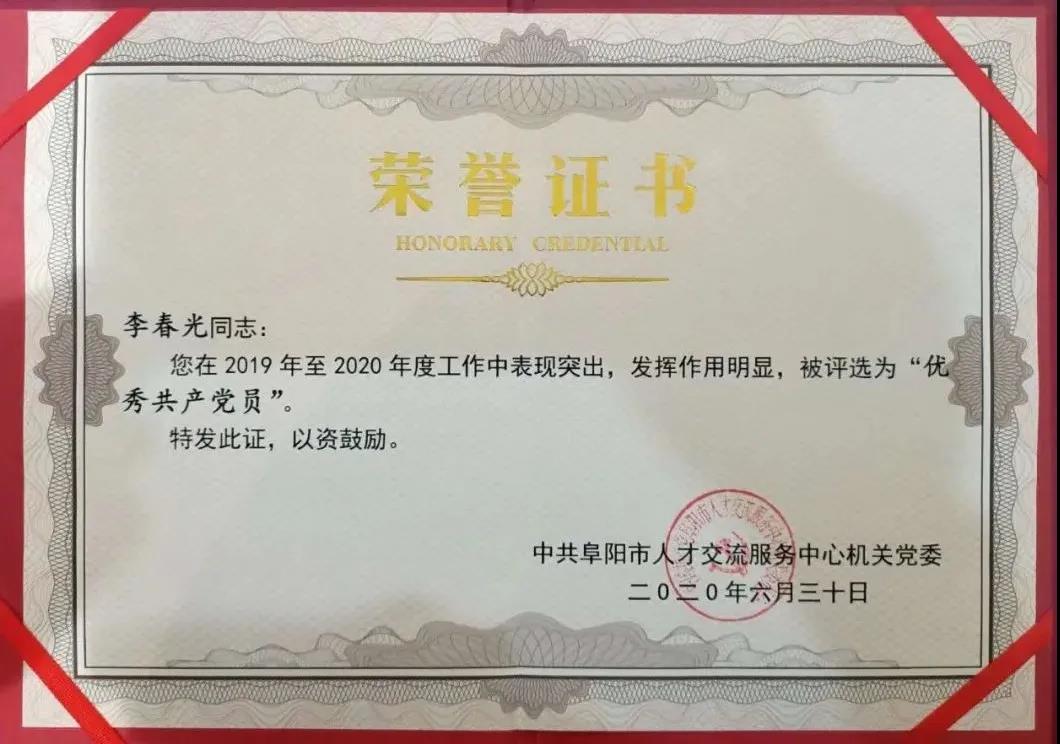 荣誉证书
HONORARY CREDENTIAL
李春光同志：
您在2019年至2020年度工作中表现突出，发挥作用明显，被评选为“优
秀共产党员”。
特发此证，以资鼓励。
中共阜阳市人才交流服务中心机关党委
二0二0年六月三十日